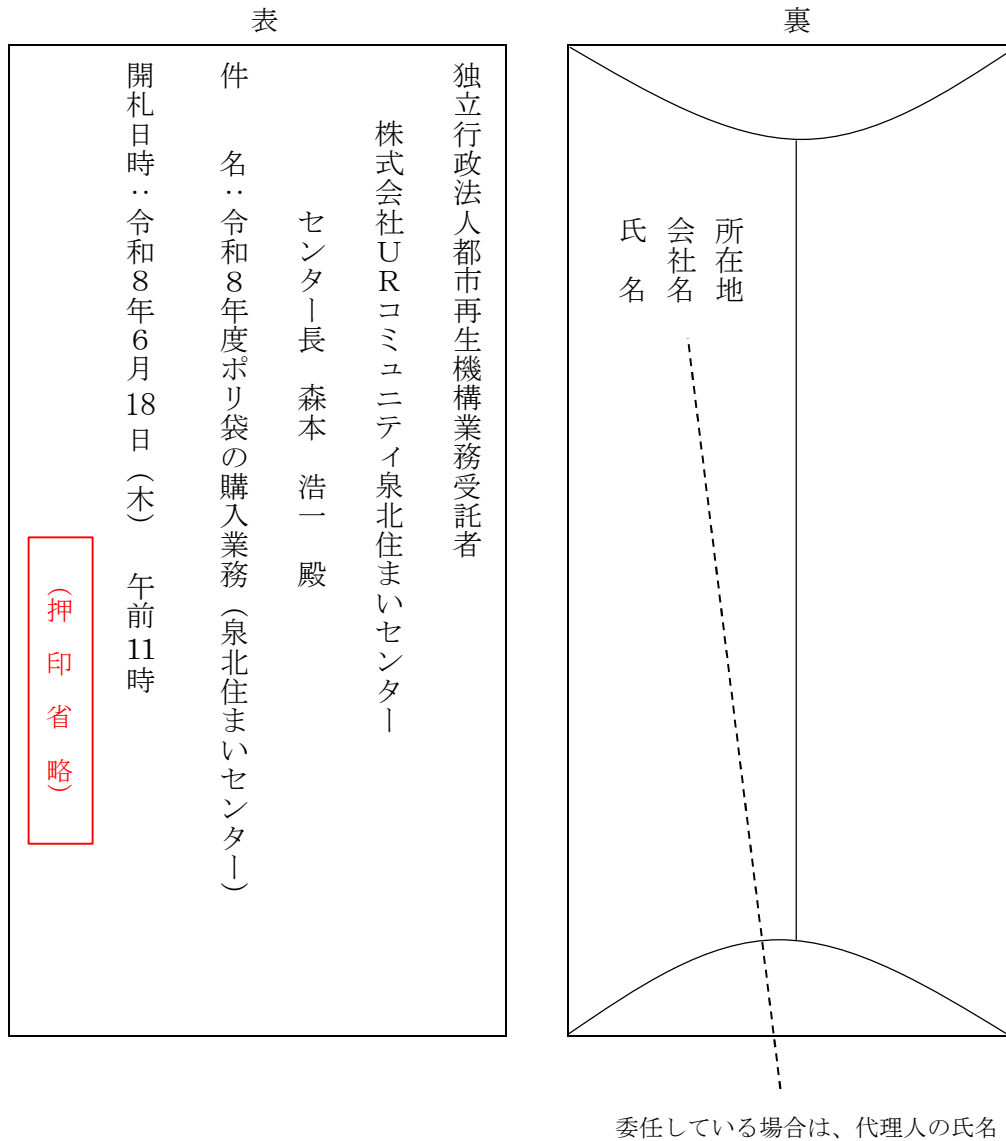 表
独立行政法人都市再生機構業務受託者
株式会社ＵＲコミュニティ泉北住まいセンター
センター長　森本　浩一　殿
件　　名：令和８年度ポリ袋の購入業務（泉北住まいセンター）
開札日時：令和８年６月18日（木）　午前11時
（押印省略）
裏
所在地
会社名
氏　名
委任している場合は、代理人の氏名